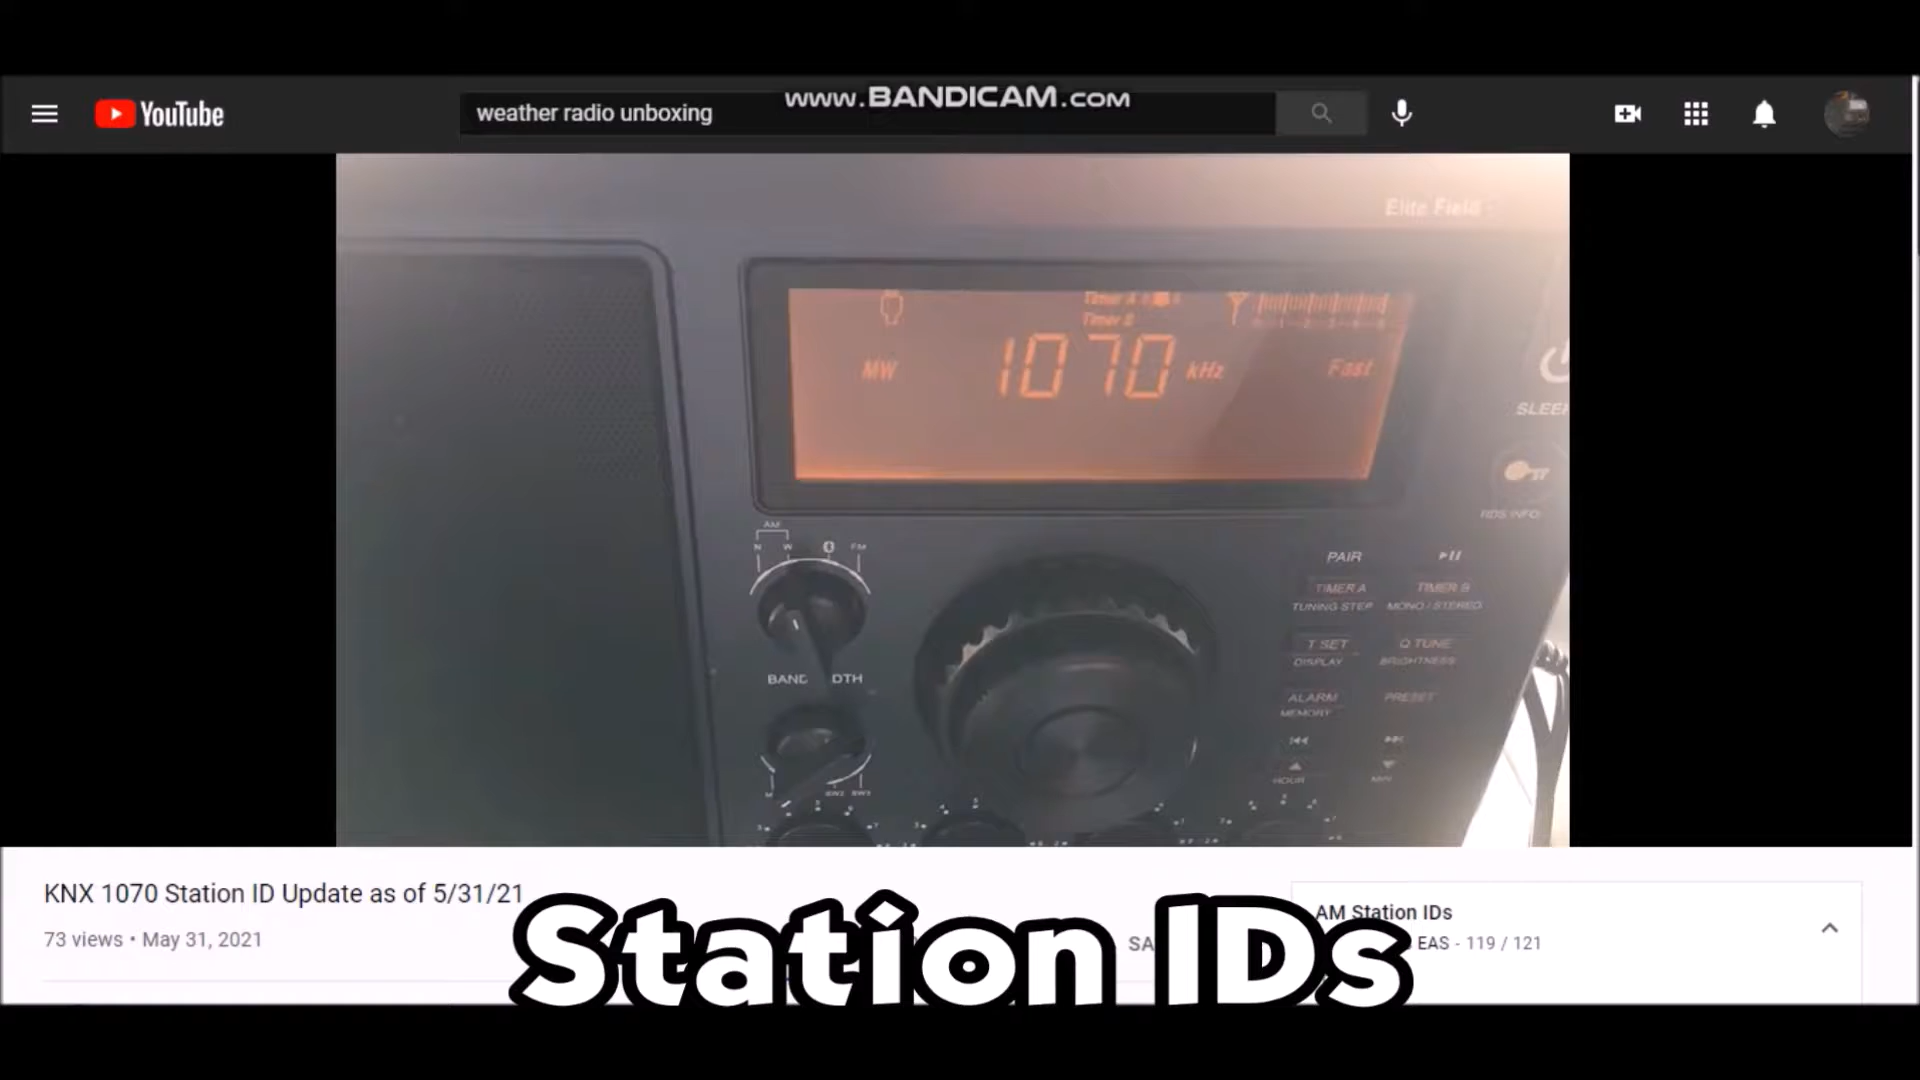 www.BANDICAM.com
YouTube
weather radio unboxing
Elite Field
Timer A
Timer B
MW 1070 kHz Fast
SLEEP
RDS INFO
AM
N W FM
BAND DTH
PAIR
TIMER A TIMER B
TUNING STEP MONO / STEREO
T SET Q TUNE
DISPLAY BRIGHTNESS
ALARM PRESET
MEMORY
HOUR MIN
SW2 SW3
KNX 1070 Station ID Update as of 5/31/21
73 views • May 31, 2021
SA
AM Station IDs
EAS - 119 / 121
Station IDs